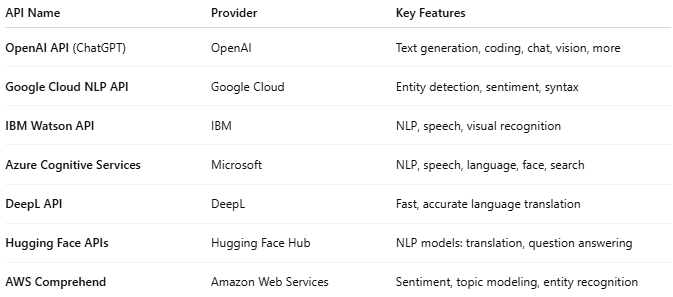 API Name Provider Key Features
OpenAI API (ChatGPT) OpenAI Text generation, coding, chat, vision, more
Google Cloud NLP API Google Cloud Entity detection, sentiment, syntax
IBM Watson API IBM NLP, speech, visual recognition
Azure Cognitive Services Microsoft NLP, speech, language, face, search
DeepL API DeepL Fast, accurate language translation
Hugging Face APIs Hugging Face Hub NLP models: translation, question answering
AWS Comprehend Amazon Web Services Sentiment, topic modeling, entity recognition